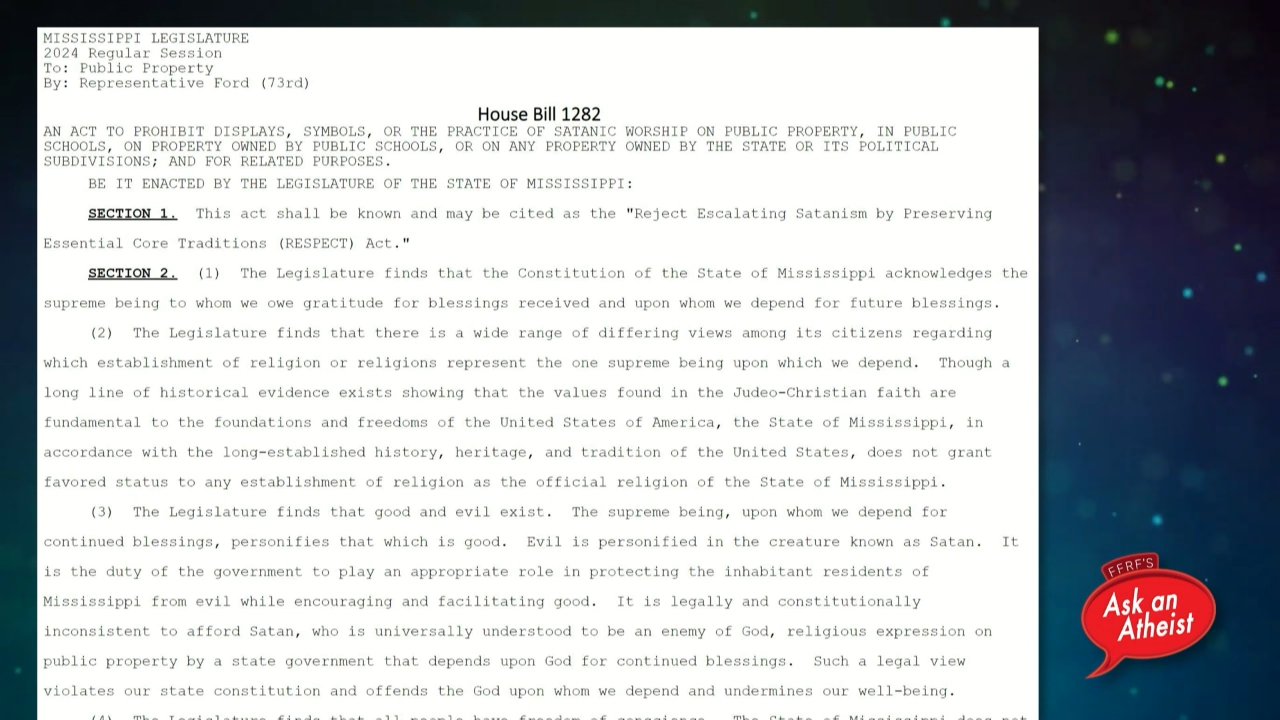 MISSISSIPPI LEGISLATURE
2024 Regular Session
To: Public Property
By: Representative Ford (73rd)
House Bill 1282
AN ACT TO PROHIBIT DISPLAYS, SYMBOLS, OR THE PRACTICE OF SATANIC WORSHIP ON PUBLIC PROPERTY, IN PUBLIC
SCHOOLS, ON PROPERTY OWNED BY PUBLIC SCHOOLS, OR ON ANY PROPERTY OWNED BY THE STATE OR ITS POLITICAL
SUBDIVISIONS; AND FOR RELATED PURPOSES.
BE IT ENACTED BY THE LEGISLATURE OF THE STATE OF MISSISSIPPI:
SECTION 1. This act shall be known and may be cited as the "Reject Escalating Satanism by Preserving
Essential Core Traditions (RESPECT) Act."
SECTION 2. (1) The Legislature finds that the Constitution of the State of Mississippi acknowledges the
supreme being to whom we owe gratitude for blessings received and upon whom we depend for future blessings.
(2) The Legislature finds that there is a wide range of differing views among its citizens regarding
which establishment of religion or religions represent the one supreme being upon which we depend. Though a
long line of historical evidence exists showing that the values found in the Judeo-Christian faith are
fundamental to the foundations and freedoms of the United States of America, the State of Mississippi, in
accordance with the long-established history, heritage, and tradition of the United States, does not grant
favored status to any establishment of religion as the official religion of the State of Mississippi.
(3) The Legislature finds that good and evil exist. The supreme being, upon whom we depend for
continued blessings, personifies that which is good. Evil is personified in the creature known as Satan. It
is the duty of the government to play an appropriate role in protecting the inhabitant residents of
Mississippi from evil while encouraging and facilitating good. It is legally and constitutionally
inconsistent to afford Satan, who is universally understood to be an enemy of God, religious expression on
public property by a state government that depends upon God for continued blessings. Such a legal view
violates our state constitution and offends the God upon whom we depend and undermines our well-being.
(4) The Legislature finds that all people have freedom of conscience. The State of Mississippi does not
FFRF'S
Ask an
Atheist